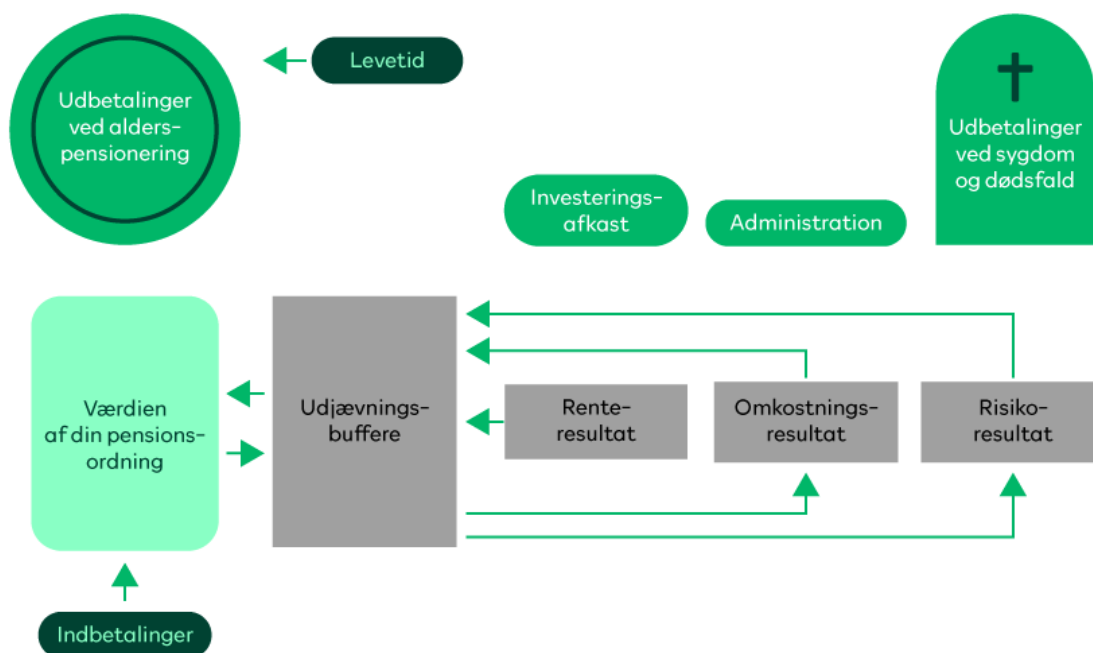 Udbetalinger
ved alders-
pensionering
Levetid
Udbetalinger
ved sygdom
og dødsfald
Investerings-
afkast
Administration
Værdien
af din pensions-
ordning
Udjævnings-
buffere
Rente-
resultat
Omkostnings-
resultat
Risiko-
resultat
Indbetalinger